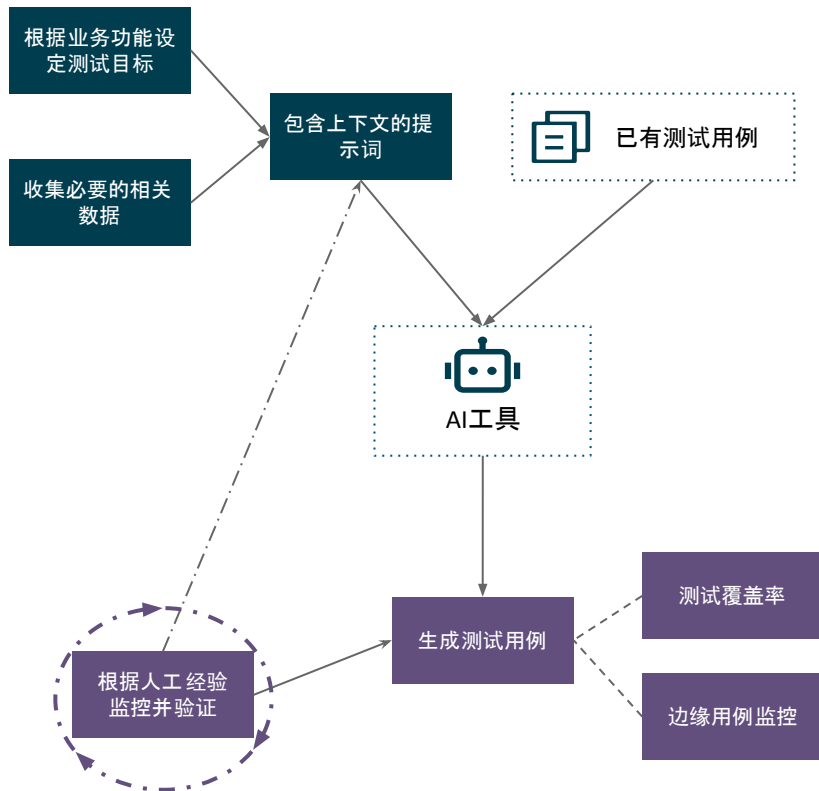 根据业务功能设
定测试目标
包含上下文的提
示词
已有测试用例
收集必要的相关
数据
AI工具
测试覆盖率
生成测试用例
根据人工经验
监控并验证
边缘用例监控